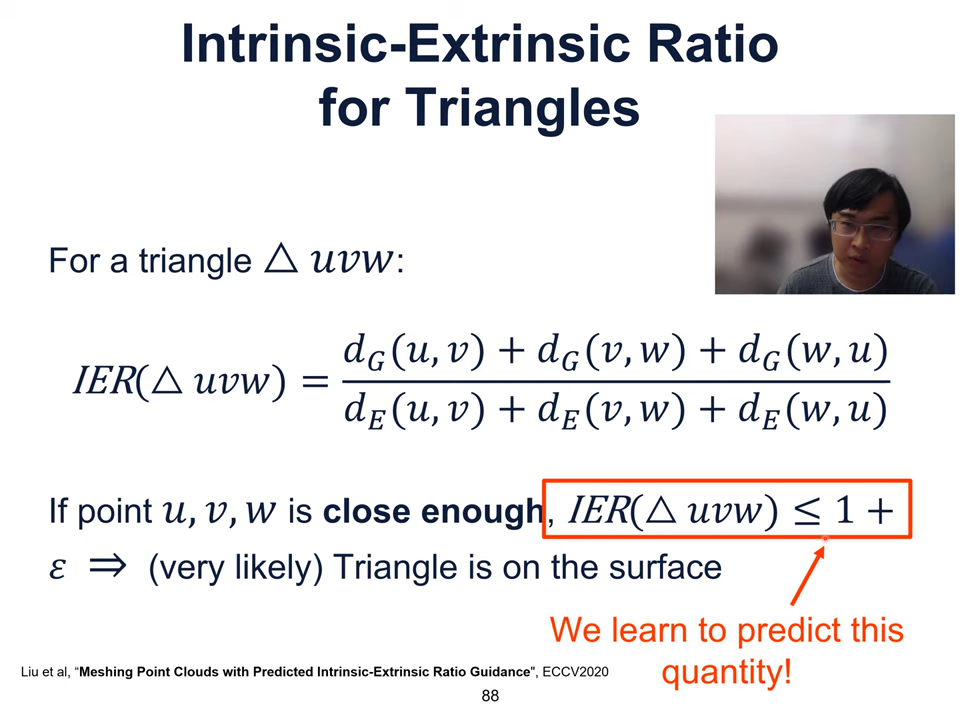 Intrinsic-Extrinsic Ratio
for Triangles
For a triangle △ uvw:
IER(△ uvw) = \frac{d_G(u, v) + d_G(v, w) + d_G(w, u)}{d_E(u, v) + d_E(v, w) + d_E(w, u)}
If point u, v, w is close enough, IER(△ uvw) ≤ 1 +
ε ⇒ (very likely) Triangle is on the surface
We learn to predict this
quantity!
Liu et al, “Meshing Point Clouds with Predicted Intrinsic-Extrinsic Ratio Guidance", ECCV2020
88